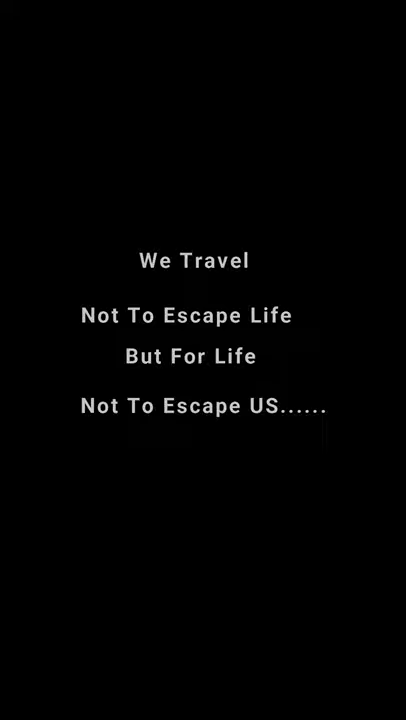 We Travel
Not To Escape Life
But For Life
Not To Escape US......